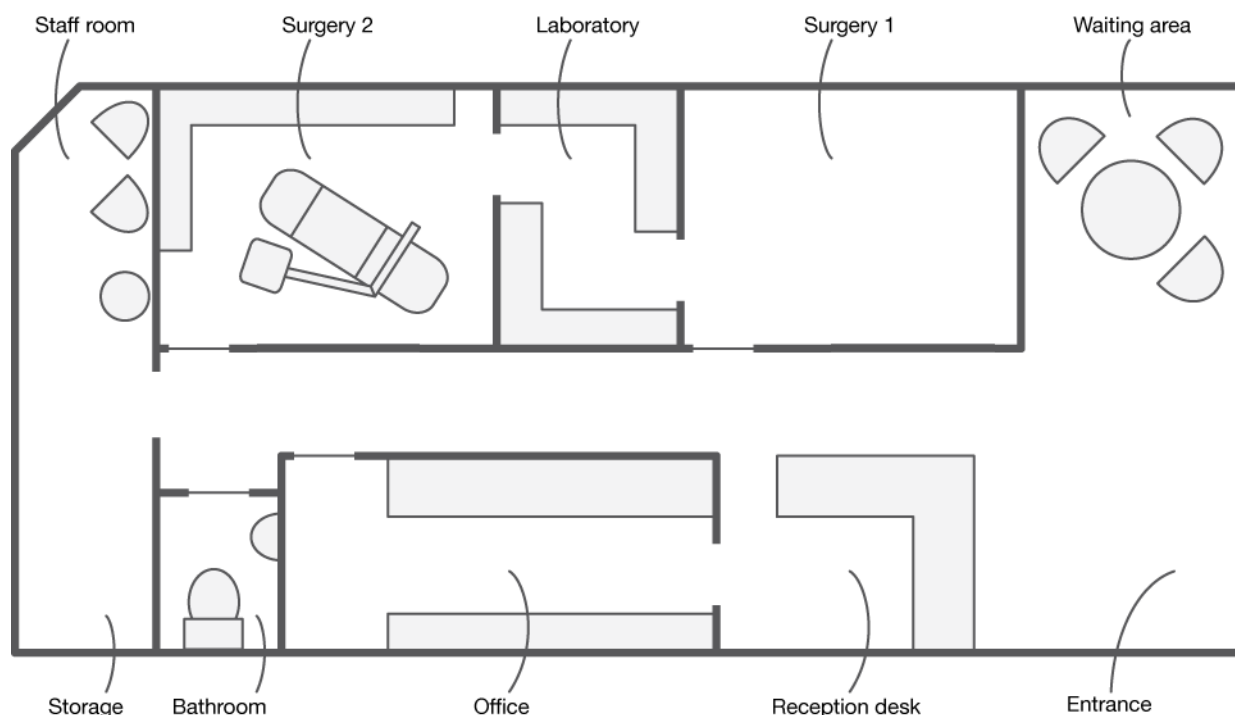 Staff room
Surgery 2
Laboratory
Surgery 1
Waiting area
Storage
Bathroom
Office
Reception desk
Entrance